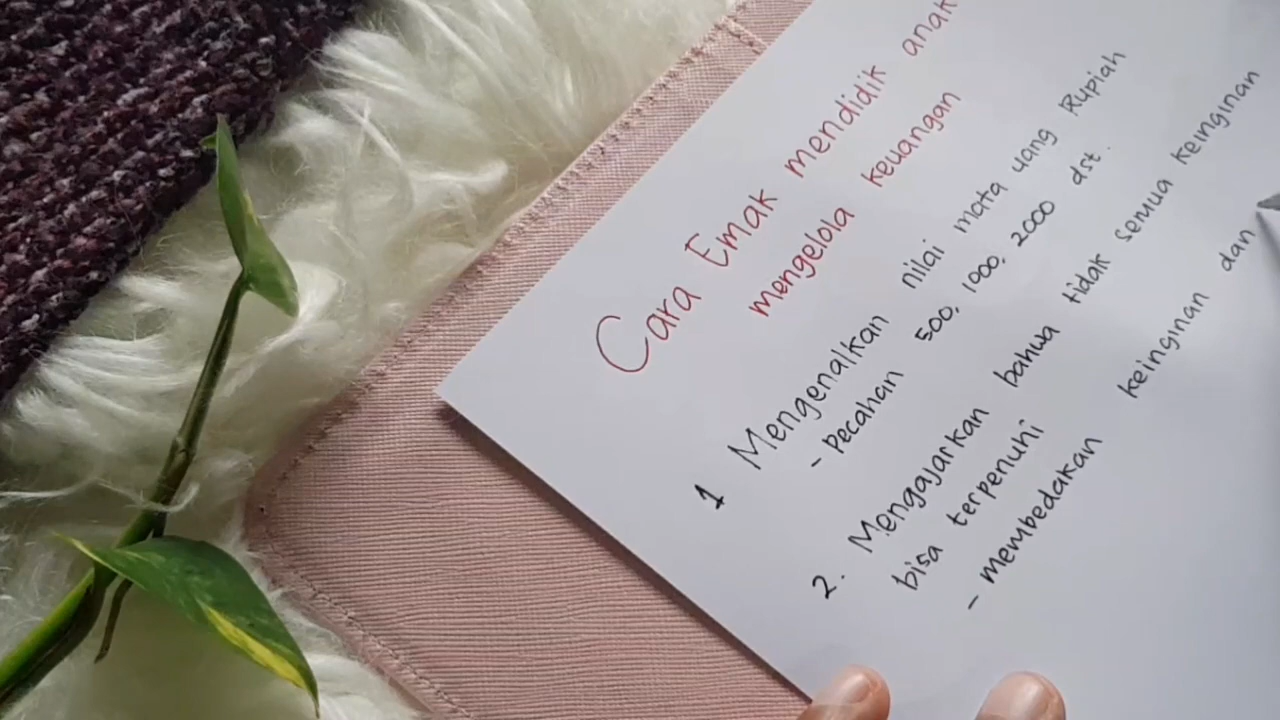 Cara Emak mendidik anak
mengelola keuangan
1 Mengenalkan nilai mata uang Rupiah
- Pecahan 500, 1000, 2000 dst.
2. Mengajarkan bahwa tidak semua keinginan
bisa terpenuhi
- membedakan keinginan dan